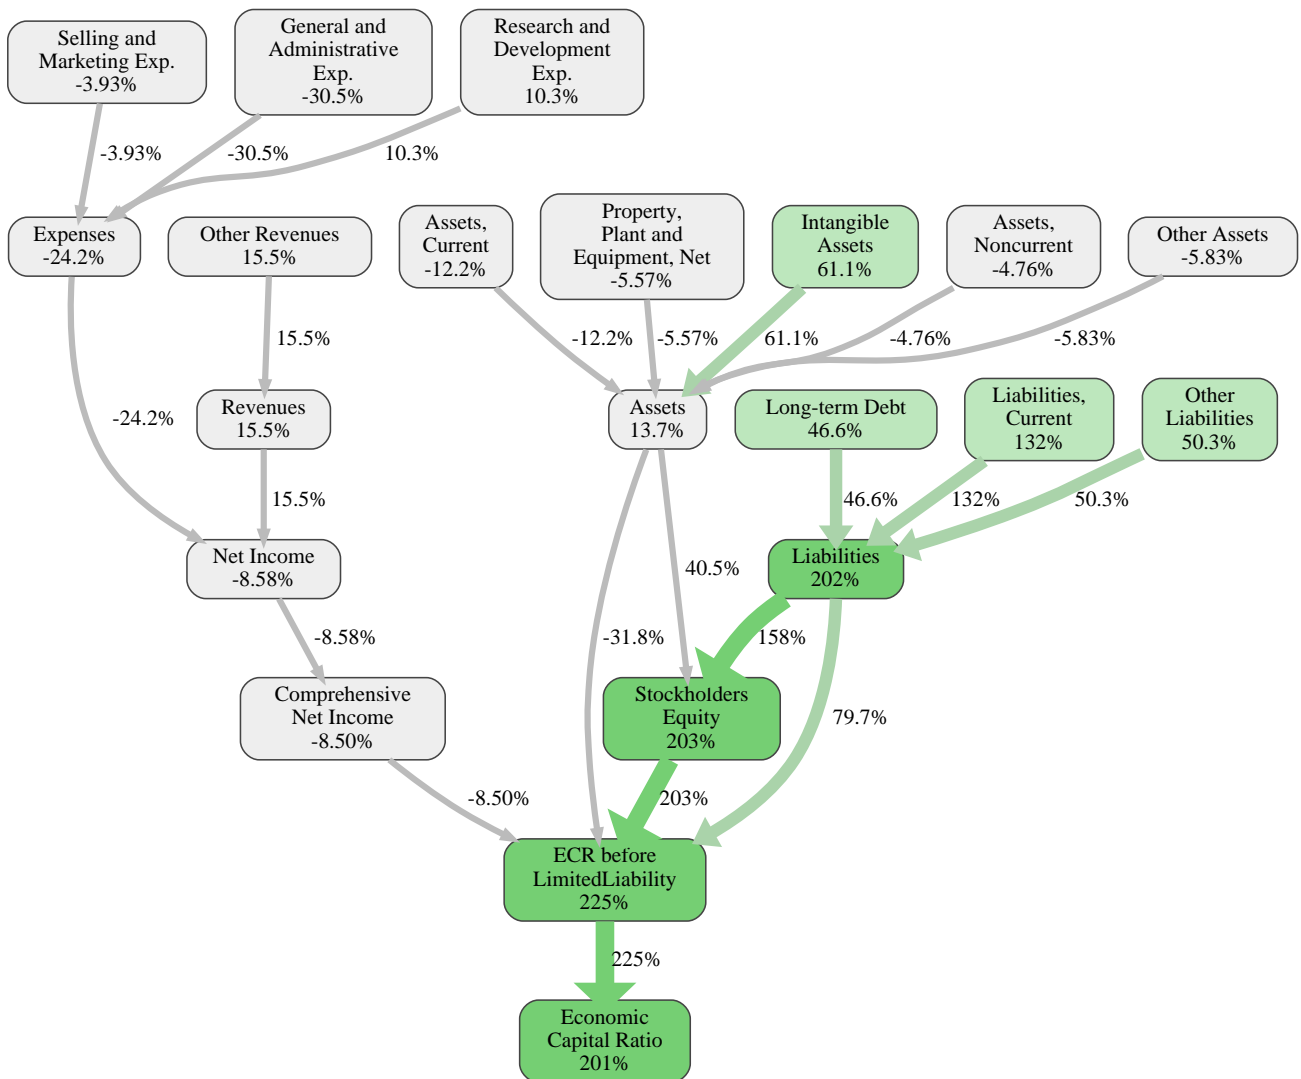 Selling and
Marketing Exp.
-3.93%
General and
Administrative
Exp.
-30.5%
Research and
Development
Exp.
10.3%
-3.93%
-30.5%
10.3%
Expenses
-24.2%
Other Revenues
15.5%
Assets,
Current
-12.2%
Property,
Plant and
Equipment, Net
-5.57%
Intangible
Assets
61.1%
Assets,
Noncurrent
-4.76%
Other Assets
-5.83%
15.5%
-12.2%
-5.57%
61.1%
-4.76%
-5.83%
-24.2%
Revenues
15.5%
Assets
13.7%
Long-term Debt
46.6%
Liabilities,
Current
132%
Other
Liabilities
50.3%
15.5%
46.6%
132%
50.3%
Net Income
-8.58%
40.5%
Liabilities
202%
-8.58%
-31.8%
158%
Comprehensive
Net Income
-8.50%
Stockholders
Equity
203%
79.7%
-8.50%
203%
ECR before
LimitedLiability
225%
225%
Economic
Capital Ratio
201%